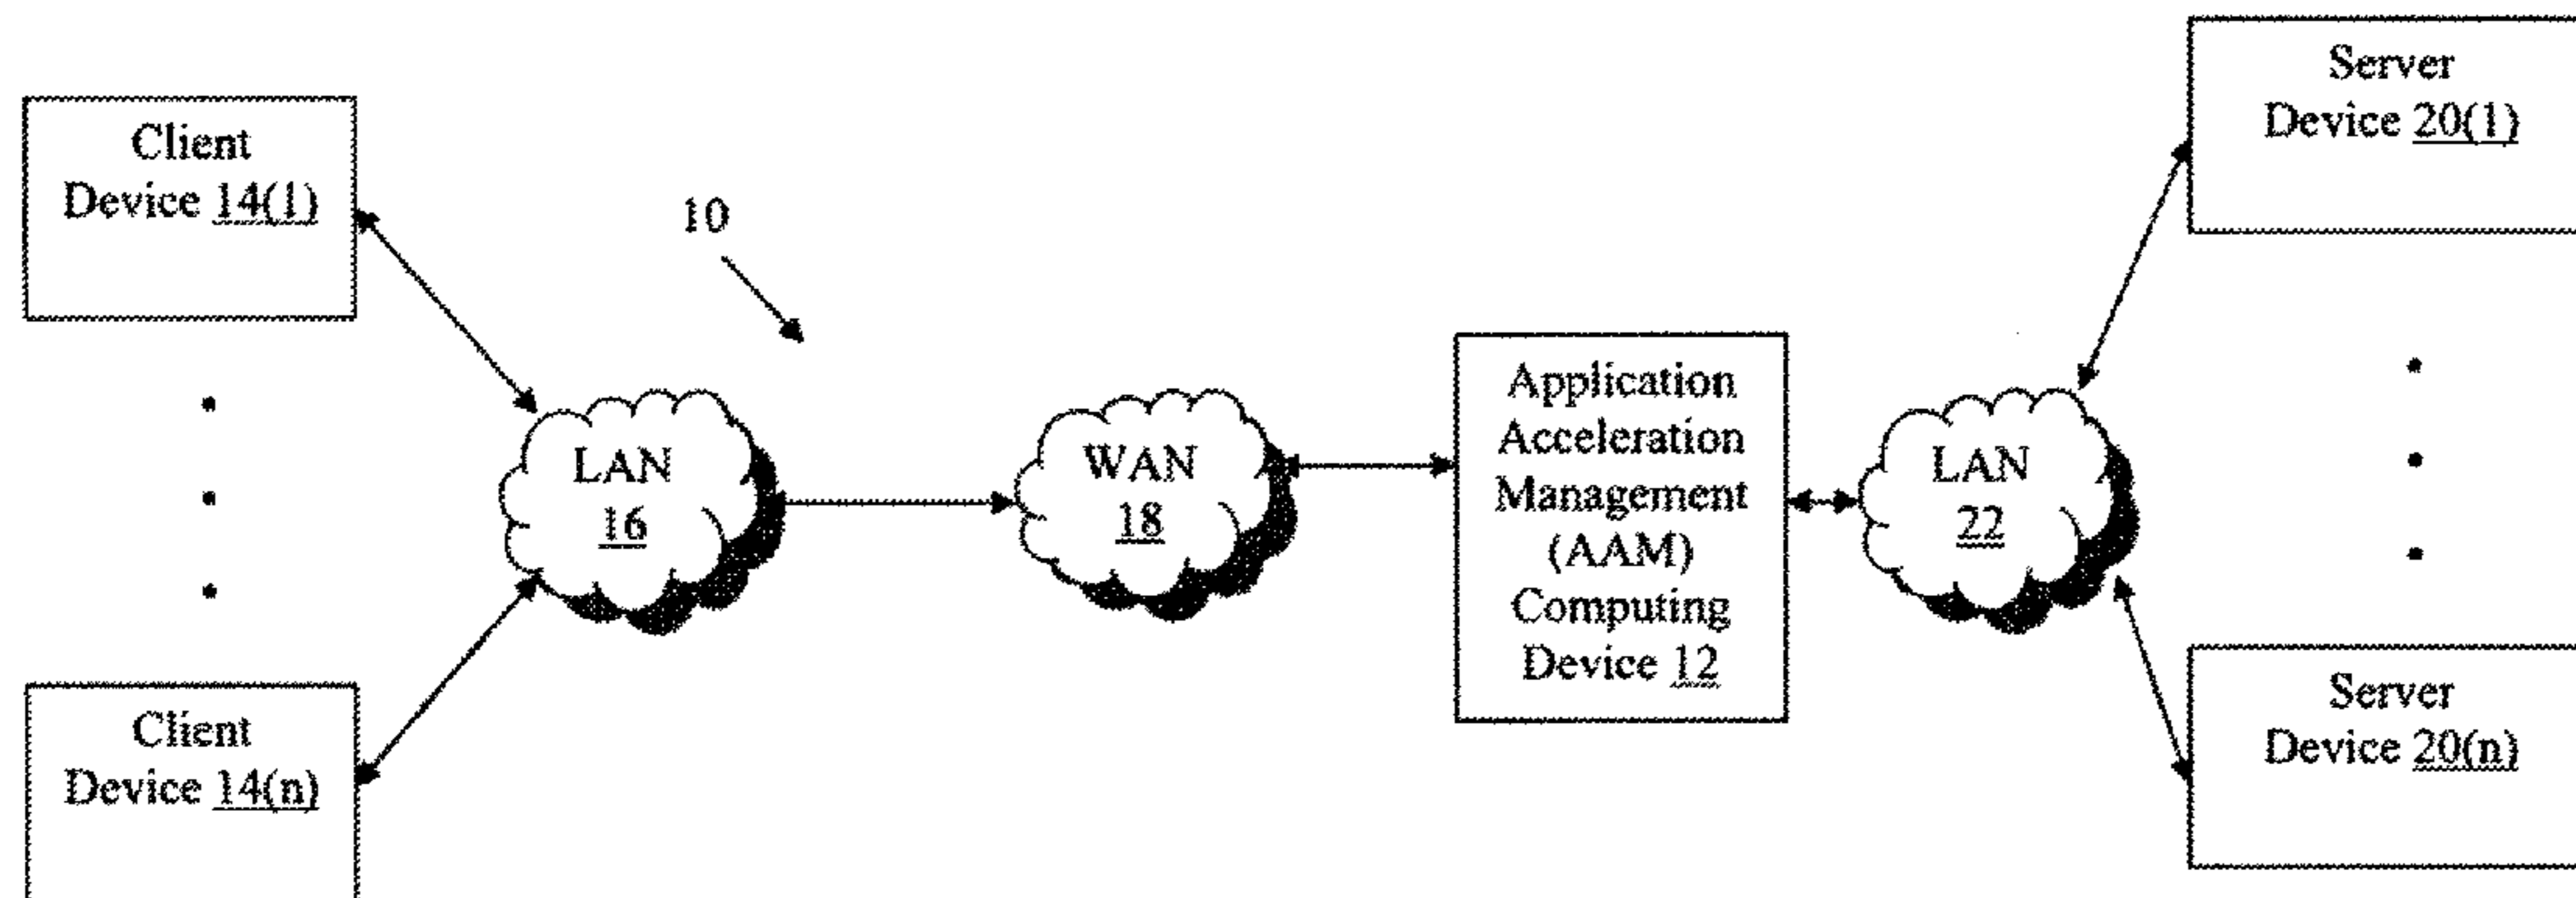 Client
Device 14(1)
10
Server
Device 20(1)
LAN
16
WAN
18
Application
Acceleration
Management
(AAM)
Computing
Device 12
LAN
22
Client
Device 14(n)
Server
Device 20(n)